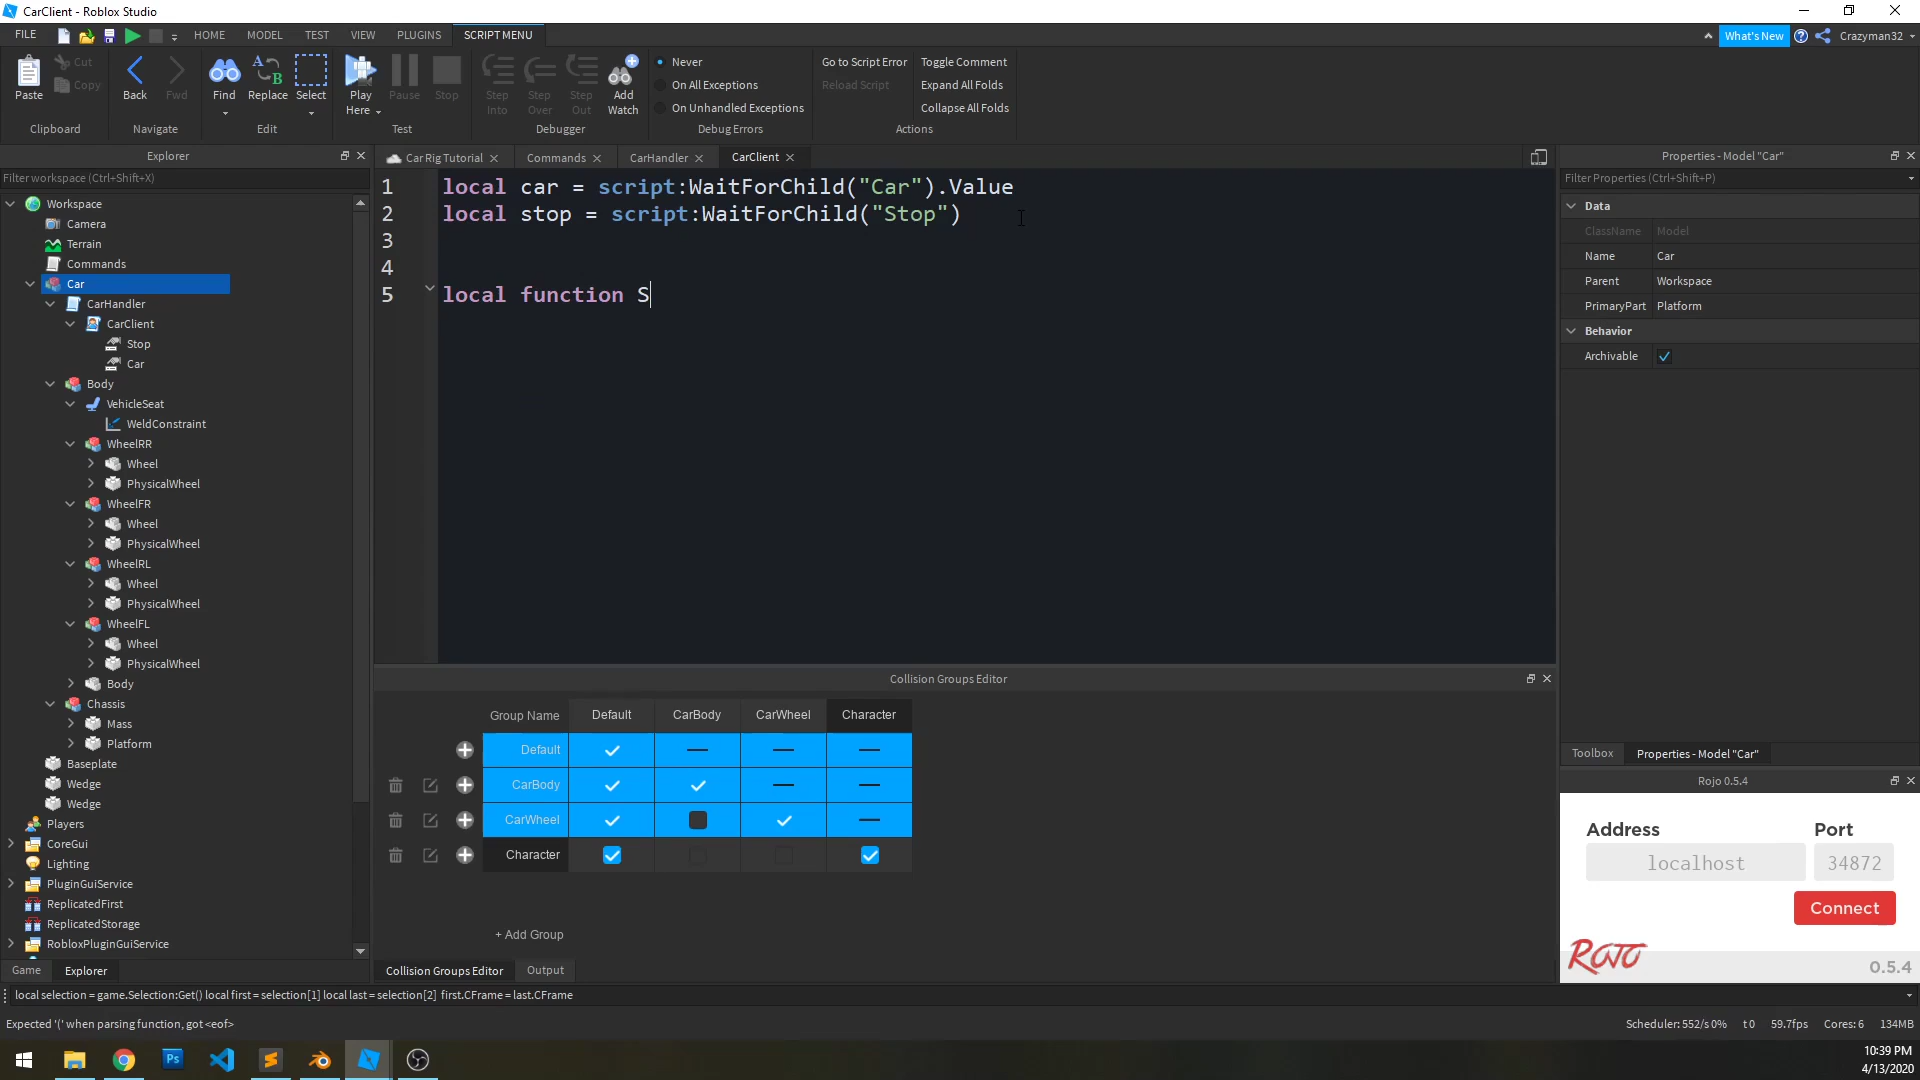 CarClient - Roblox Studio
FILE HOME MODEL TEST VIEW PLUGINS SCRIPT MENU What's New Crazyman32
Paste Cut Copy Back Fwd Find Replace Select Play Here Pause Stop Step Into Step Over Step Out Add Watch Never On All Exceptions On Unhandled Exceptions Go to Script Error Reload Script Toggle Comment Expand All Folds Collapse All Folds
Clipboard Navigate Edit Test Debugger Debug Errors Actions
Explorer
Filter workspace (Ctrl+Shift+X)
Workspace
Camera
Terrain
Commands
Car
CarHandler
CarClient
Stop
Car
Body
VehicleSeat
WeldConstraint
WheelRR
Wheel
PhysicalWheel
WheelFR
Wheel
PhysicalWheel
WheelRL
Wheel
PhysicalWheel
WheelFL
Wheel
PhysicalWheel
Body
Chassis
Mass
Platform
Baseplate
Wedge
Wedge
Players
CoreGui
Lighting
PluginGuiService
ReplicatedFirst
ReplicatedStorage
RobloxPluginGuiService
Game Explorer
Car Rig Tutorial Commands CarHandler CarClient
1 local car = script:WaitForChild("Car").Value
2 local stop = script:WaitForChild("Stop")
3
4
5 local function S
Collision Groups Editor
Group Name Default CarBody CarWheel Character
Default
CarBody
CarWheel
Character
+ Add Group
Collision Groups Editor Output
Properties - Model "Car"
Filter Properties (Ctrl+Shift+P)
Data
ClassName Model
Name Car
Parent Workspace
PrimaryPart Platform
Behavior
Archivable
Toolbox Properties - Model "Car"
Rojo 0.5.4
Address Port
localhost 34872
Connect
ROJO 0.5.4
local selection = game.Selection:Get() local first = selection[1] local last = selection[2] first.CFrame = last.CFrame
Expected '(' when parsing function, got <eof> Scheduler: 552/s 0% t 0 59.7fps Cores: 6 134MB
Ps
10:39 PM
4/13/2020